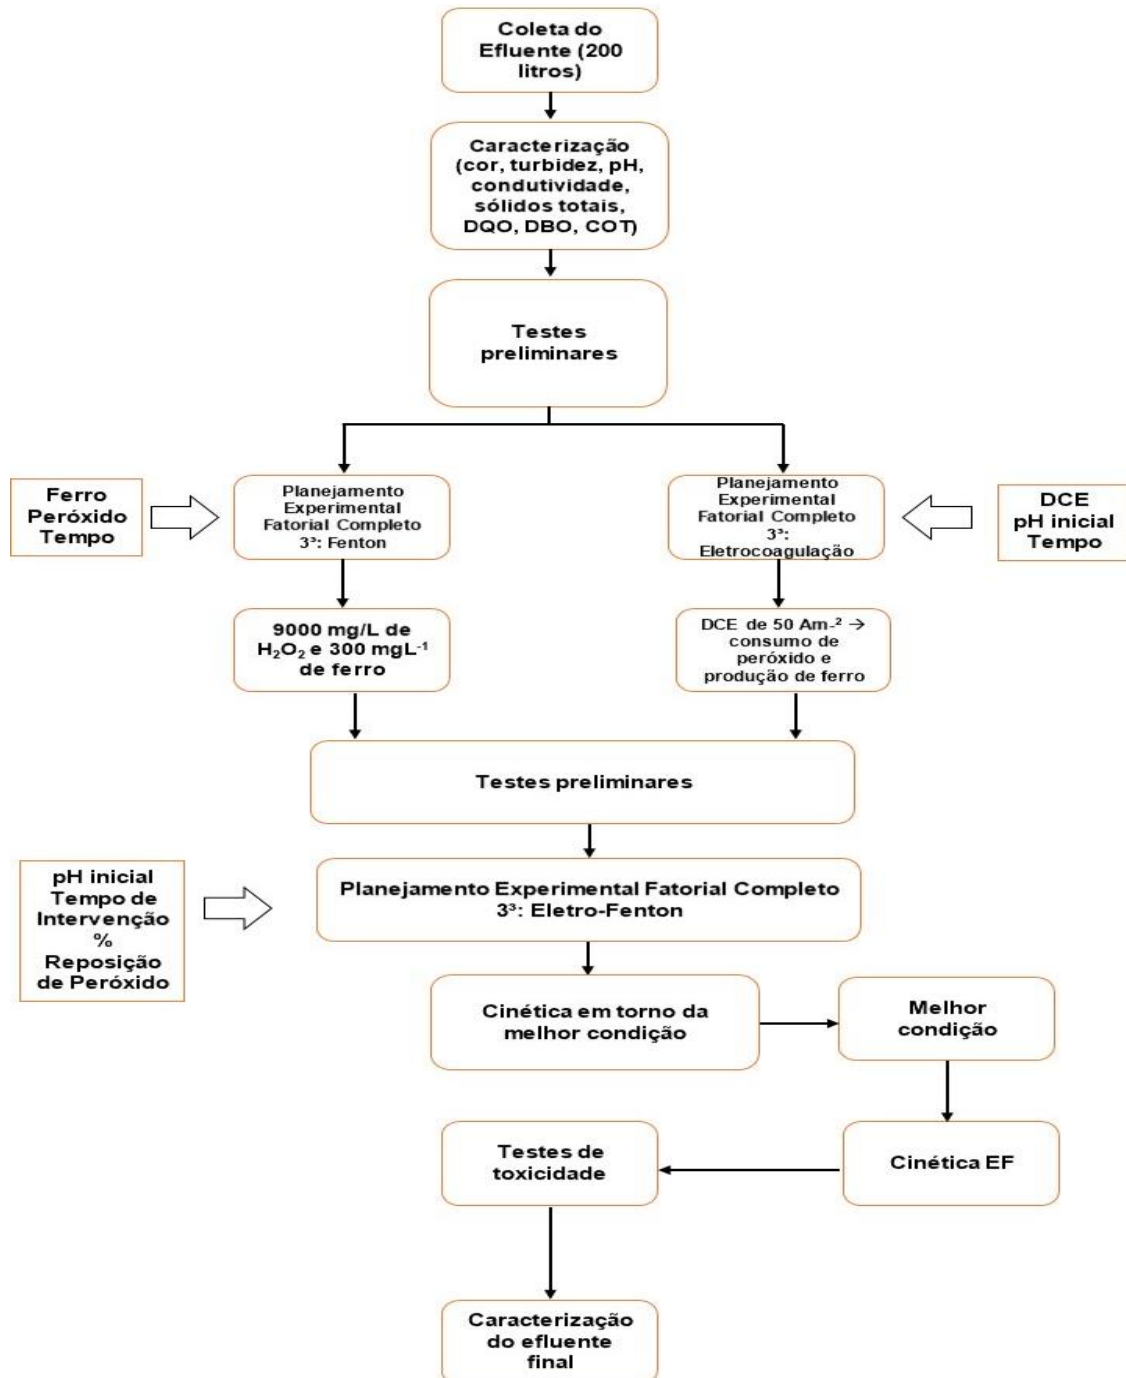 Coleta do
Efluente (200
litros)
Caracterização
(cor, turbidez, pH,
condutividade,
sólidos totais,
DQO, DBO, COT)
Testes
preliminares
Ferro
Peróxido
Tempo
Planejamento
Experimental
Fatorial Completo
3³: Fenton
Planejamento
Experimental
Fatorial Completo
3³:
Eletrocoagulação
DCE
pH inicial
Tempo
9000 mg/L de
H₂O₂ e 300 mgL⁻¹
de ferro
DCE de 50 Am-² →
consumo de
peróxido e
produção de ferro
Testes preliminares
pH inicial
Tempo de
Intervenção
%
Reposição
de Peróxido
Planejamento Experimental Fatorial Completo
3³: Eletro-Fenton
Cinética em torno da
melhor condição
Melhor
condição
Cinética EF
Testes de
toxicidade
Caracterização
do efluente
final